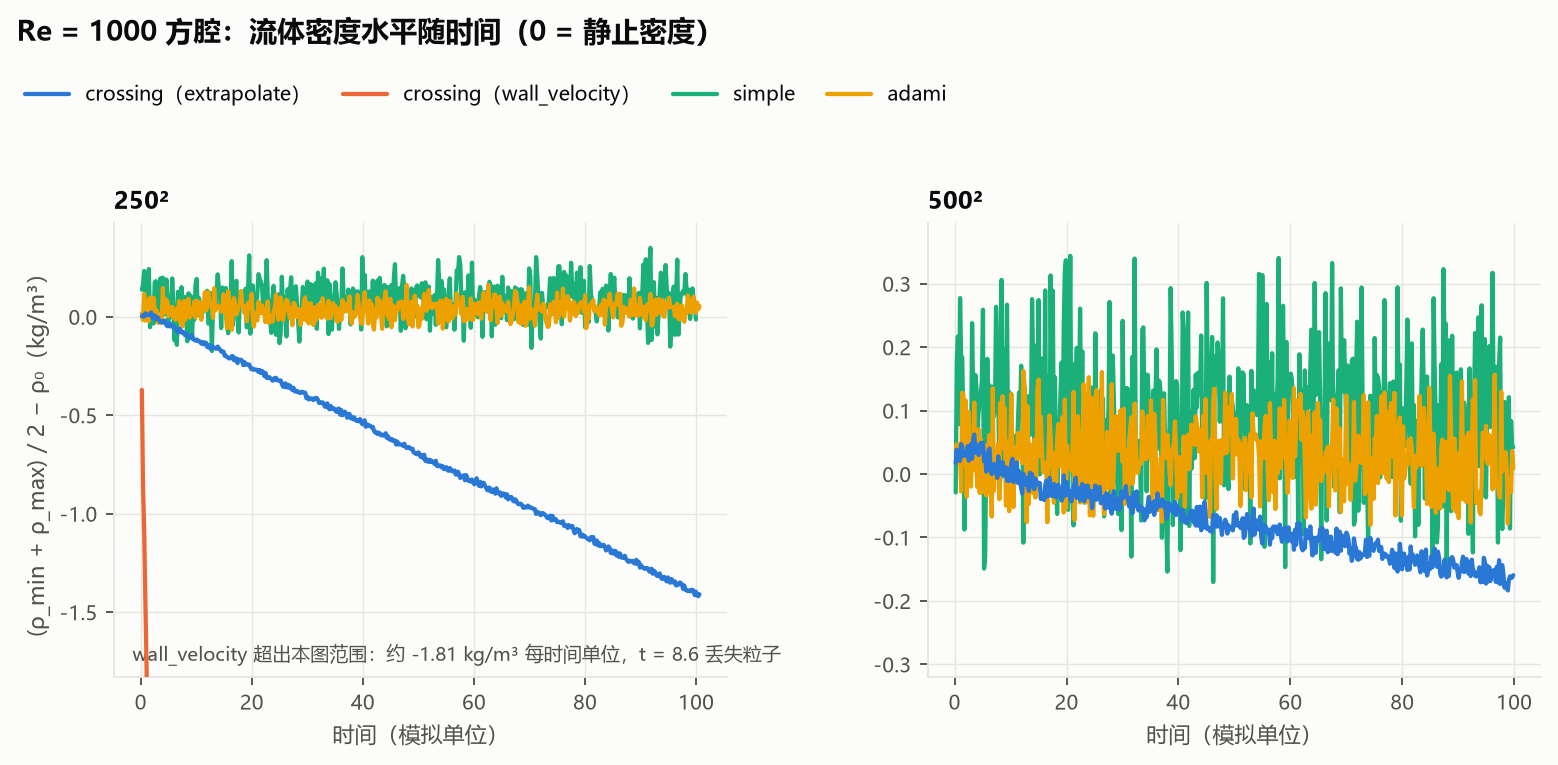 Re = 1000 方腔：流体密度水平随时间（0 = 静止密度）
crossing（extrapolate） crossing（wall_velocity） simple adami
250²
(ρ_min + ρ_max) / 2 − ρ₀ (kg/m³)
0.0
-0.5
-1.0
-1.5
wall_velocity 超出本图范围：约 -1.81 kg/m³ 每时间单位，t = 8.6 丢失粒子
0 20 40 60 80 100
时间（模拟单位）
500²
0.3
0.2
0.1
0.0
-0.1
-0.2
-0.3
0 20 40 60 80 100
时间（模拟单位）